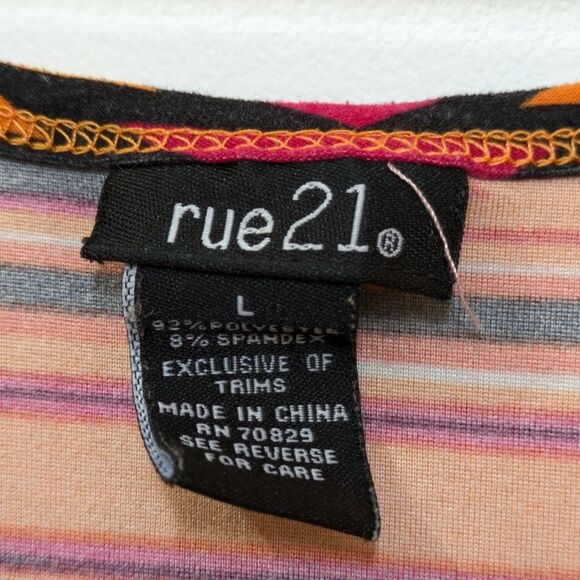 rue21®
L
92% POLYESTER
8% SPANDEX
EXCLUSIVE OF
TRIMS
MADE IN CHINA
RN 70829
SEE REVERSE
FOR CARE